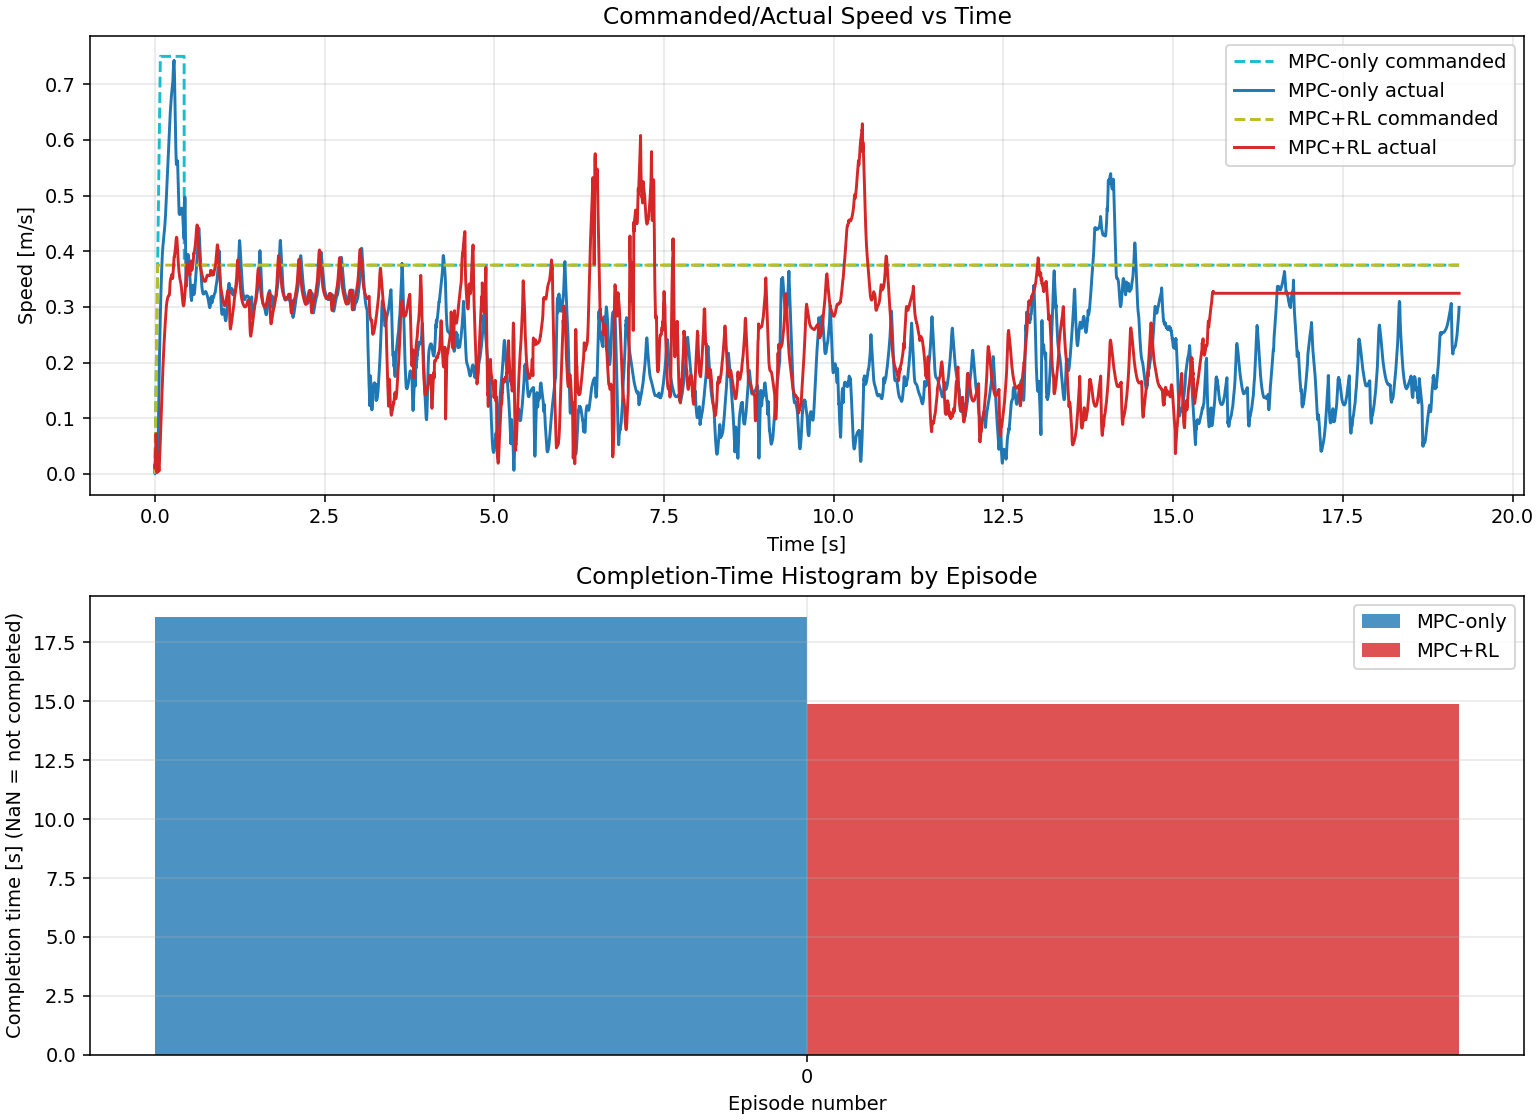 Commanded/Actual Speed vs Time
Speed [m/s]
0.7
0.6
0.5
0.4
0.3
0.2
0.1
0.0
MPC-only commanded
MPC-only actual
MPC+RL commanded
MPC+RL actual
0.0 2.5 5.0 7.5 10.0 12.5 15.0 17.5 20.0
Time [s]
Completion-Time Histogram by Episode
Completion time [s] (NaN = not completed)
17.5
15.0
12.5
10.0
7.5
5.0
2.5
0.0
MPC-only
MPC+RL
0
Episode number